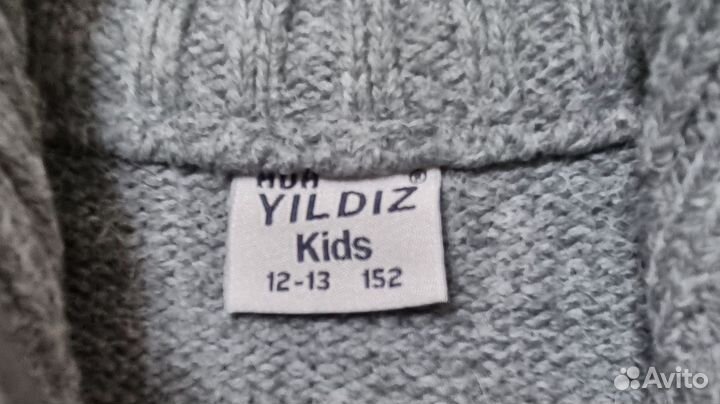 YILDIZ ®
Kids
12-13 152
Avito